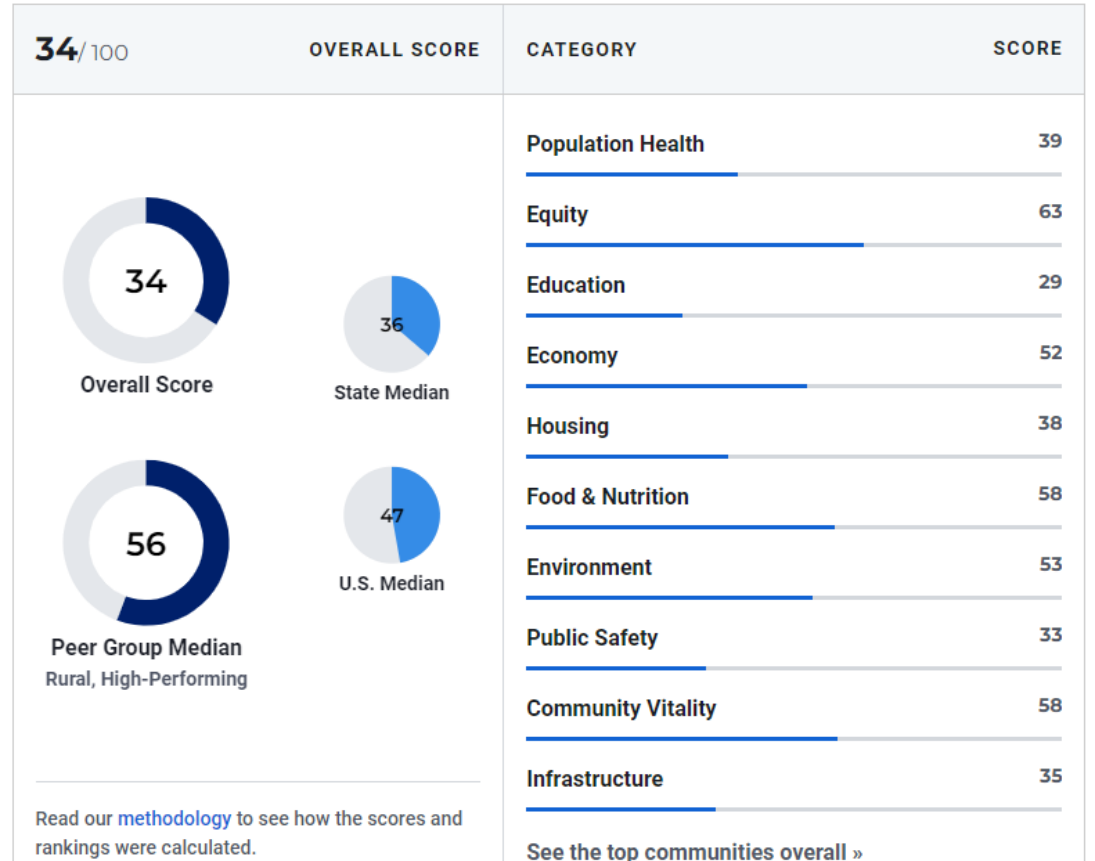 34/ 100 OVERALL SCORE
34
Overall Score
36
State Median
56
Peer Group Median
Rural, High-Performing
47
U.S. Median
Read our methodology to see how the scores and
rankings were calculated.
CATEGORY SCORE
Population Health 39
Equity 63
Education 29
Economy 52
Housing 38
Food & Nutrition 58
Environment 53
Public Safety 33
Community Vitality 58
Infrastructure 35
See the top communities overall »